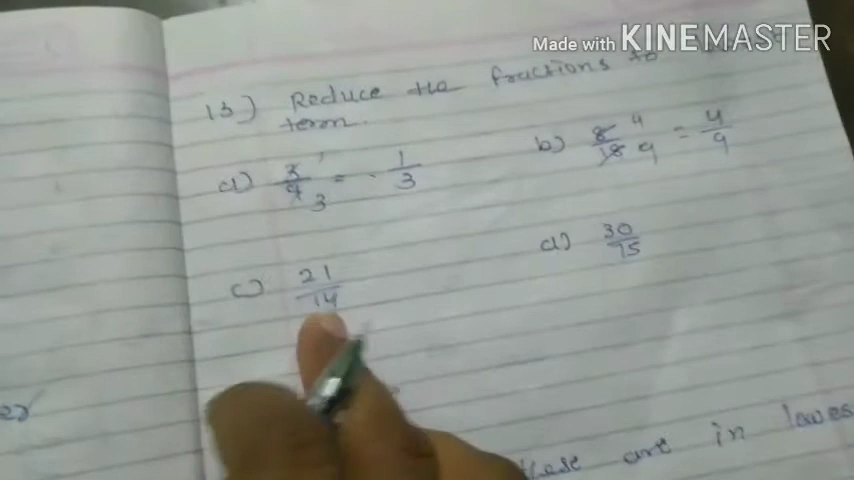 Made with KINEMASTER
13) Reduce the fractions to
term.
a) 3/9 1 3 = 1/3
b) 8/18 4 9 = 4/9
c) 21/14
d) 30/15
are in lowes